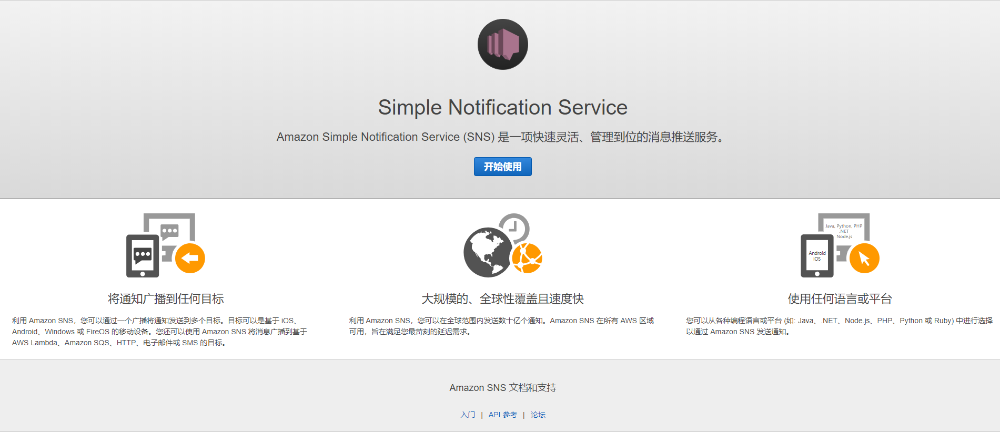 Simple Notification Service
Amazon Simple Notification Service (SNS) 是一项快速灵活、管理到位的消息推送服务。
开始使用
Java, Python, PHP
.NET
Node.js
Android
iOS
将通知广播到任何目标
利用 Amazon SNS，您可以通过一个广播将通知发送到多个目标。目标可以是基于 iOS、
Android、Windows 或 FireOS 的移动设备。您还可以使用 Amazon SNS 将消息广播到基于
AWS Lambda、Amazon SQS、HTTP、电子邮件或 SMS 的目标。
大规模的、全球性覆盖且速度快
利用 Amazon SNS，您可以在全球范围内发送数十亿个通知。Amazon SNS 在所有 AWS 区域
可用，旨在满足您最苛刻的延迟需求。
使用任何语言或平台
您可以从各种编程语言或平台 (如: Java、.NET、Node.js、PHP、Python 或 Ruby) 中进行选择
以通过 Amazon SNS 发送通知。
Amazon SNS 文档和支持
入门 | API 参考 | 论坛